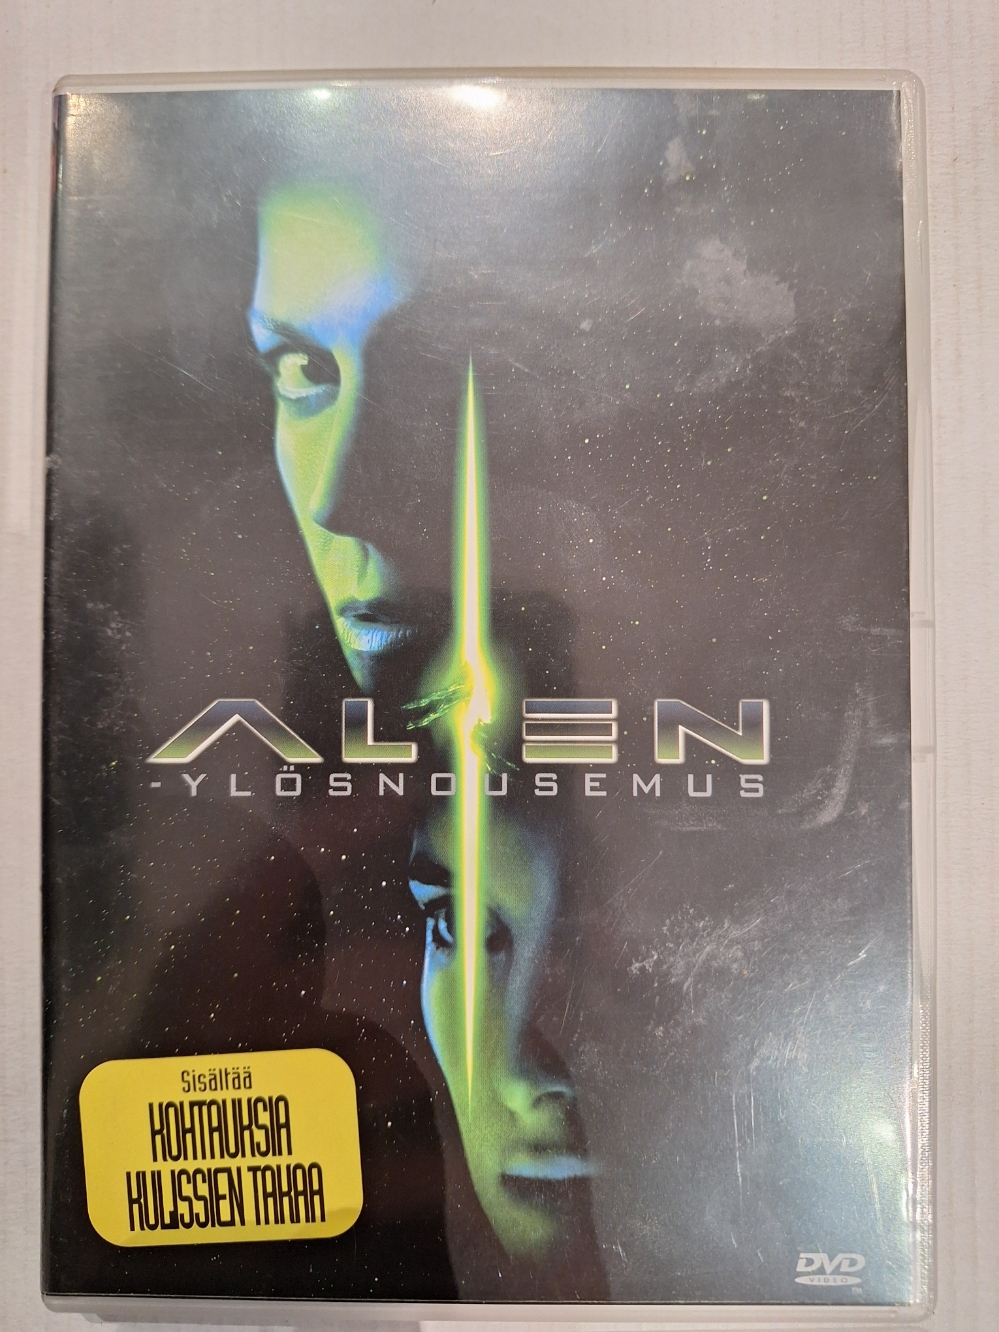 ALIEN
-YLÖSNOUSEMUS
Sisältää
KOHTAUKSIA
KULISSIEN TAKAA
DVD
VIDEO